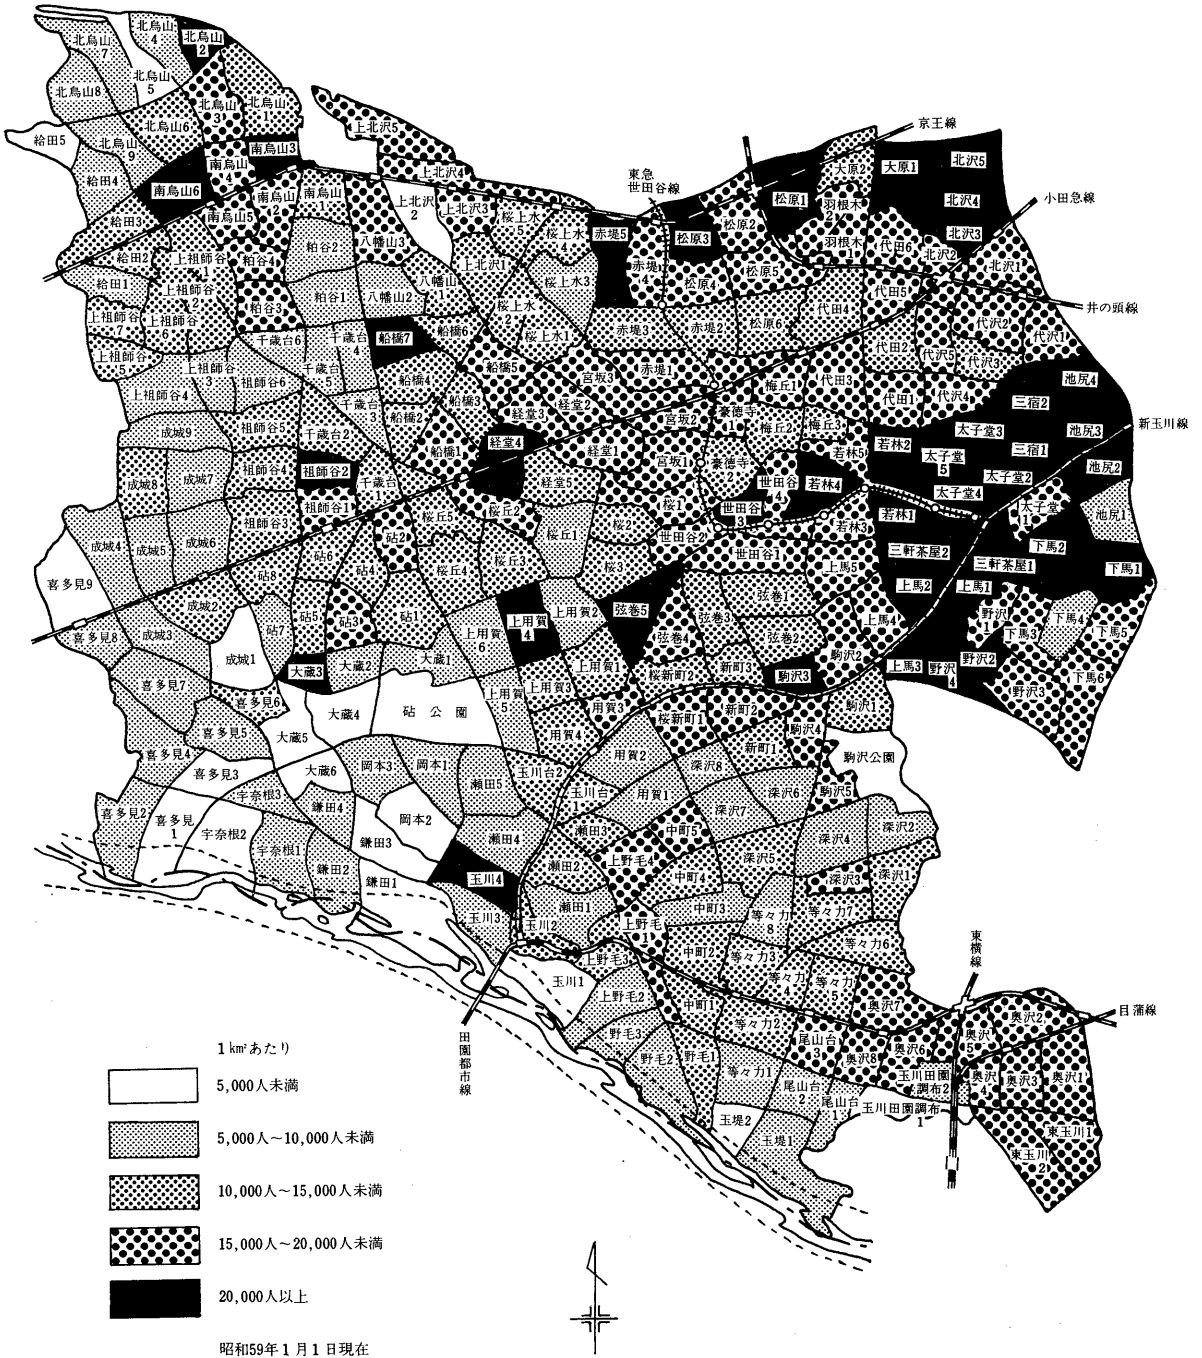 北烏山
7
北烏山
4
北烏山
2
北烏山
5
北烏山8
北烏山
3
北烏山
1
北烏山6
給田5
北烏山
9
南烏山
4
南烏山3
給田4
南烏山6
給田3
南烏山5
南烏山
2
南烏山
1
上北沢5
上北沢4
上北沢
2
上北沢3
桜上水
5
桜上水
4
赤堤5
東急
世田谷線
京王線
小田急線
井の頭線
新玉川線
大原2
大原1
北沢5
北沢4
北沢3
北沢2
北沢1
松原1
松原2
松原3
羽根木
2
羽根木
1
代田6
給田2
給田1
上祖師谷
1
上祖師谷
2
粕谷4
粕谷2
粕谷1
粕谷3
八幡山3
八幡山2
八幡山
1
上北沢1
桜上水3
桜上水
2
桜上水1
赤堤
4
松原4
松原5
松原6
代田5
代田4
代沢2
代沢1
上祖師谷
7
上祖師谷
6
上祖師谷
5
千歳台6
千歳台
4
船橋7
船橋6
赤堤3
赤堤2
代田2
代沢5
代沢3
上祖師谷
3
祖師谷6
千歳台
5
船橋4
船橋5
宮坂3
赤堤1
梅丘1
代田3
代田1
代沢4
池尻4
上祖師谷4
千歳台
3
船橋2
船橋3
経堂3
経堂2
宮坂2
豪徳寺
1
梅丘2
梅丘3
三宿2
太子堂3
池尻3
成城9
祖師谷5
千歳台2
船橋1
経堂4
経堂1
宮坂1
豪徳寺
2
若林5
若林2
太子堂
5
三宿1
池尻2
成城8
成城7
祖師谷4
祖師谷2
千歳台
1
経堂5
世田谷
4
若林4
太子堂2
太子堂4
祖師谷1
祖師谷3
桜丘5
桜丘2
桜2
桜1
世田谷
3
若林3
若林1
太子堂
1
池尻1
成城4
成城5
成城6
砧6
砧2
桜丘1
世田谷2
世田谷1
三軒茶屋2
下馬2
三軒茶屋1
喜多見9
砧8
砧4
桜丘4
桜丘3
桜3
上馬5
上馬2
上馬1
下馬1
成城2
砧5
砧3
砧1
上用賀
4
上用賀2
弦巻5
弦巻1
弦巻4
弦巻2
上馬4
野沢
1
下馬3
下馬4
下馬5
喜多見8
成城3
砧7
上用賀
6
成城1
大蔵3
大蔵2
大蔵1
上用賀1
桜新町2
新町3
駒沢3
駒沢2
上馬3
野沢
4
野沢2
野沢3
下馬6
喜多見7
喜多見6
上用賀
5
上用賀3
用賀3
大蔵4
砧公園
桜新町1
新町2
駒沢4
駒沢1
喜多見5
大蔵5
用賀4
用賀2
新町1
駒沢公園
喜多見4
喜多見3
大蔵6
岡本3
岡本1
瀬田5
玉川台2
玉川台
1
用賀1
深沢8
深沢6
駒沢5
喜多見2
喜多見
1
宇奈根3
鎌田4
岡本2
深沢7
深沢4
深沢2
宇奈根2
宇奈根1
鎌田3
瀬田4
瀬田3
中町5
鎌田2
鎌田1
玉川4
瀬田2
上野毛4
中町4
深沢5
深沢3
深沢1
玉川3
玉川2
瀬田1
上野毛
1
中町3
等々力
8
等々力7
玉川1
上野毛3
中町2
等々力3
等々力6
上野毛2
中町1
等々力
4
等々力
5
東横線
目蒲線
奥沢7
野毛3
等々力2
尾山台
3
奥沢8
奥沢6
奥沢
5
奥沢2
野毛2
野毛1
等々力1
玉川田園
調布2
奥沢
4
奥沢3
奥沢1
尾山台
2
尾山台
1
玉川田園調布
1
玉堤2
玉堤1
東玉川1
東玉川
2
田園都市線
1km²あたり
5,000人未満
5,000人〜10,000人未満
10,000人〜15,000人未満
15,000人〜20,000人未満
20,000人以上
昭和59年1月1日現在